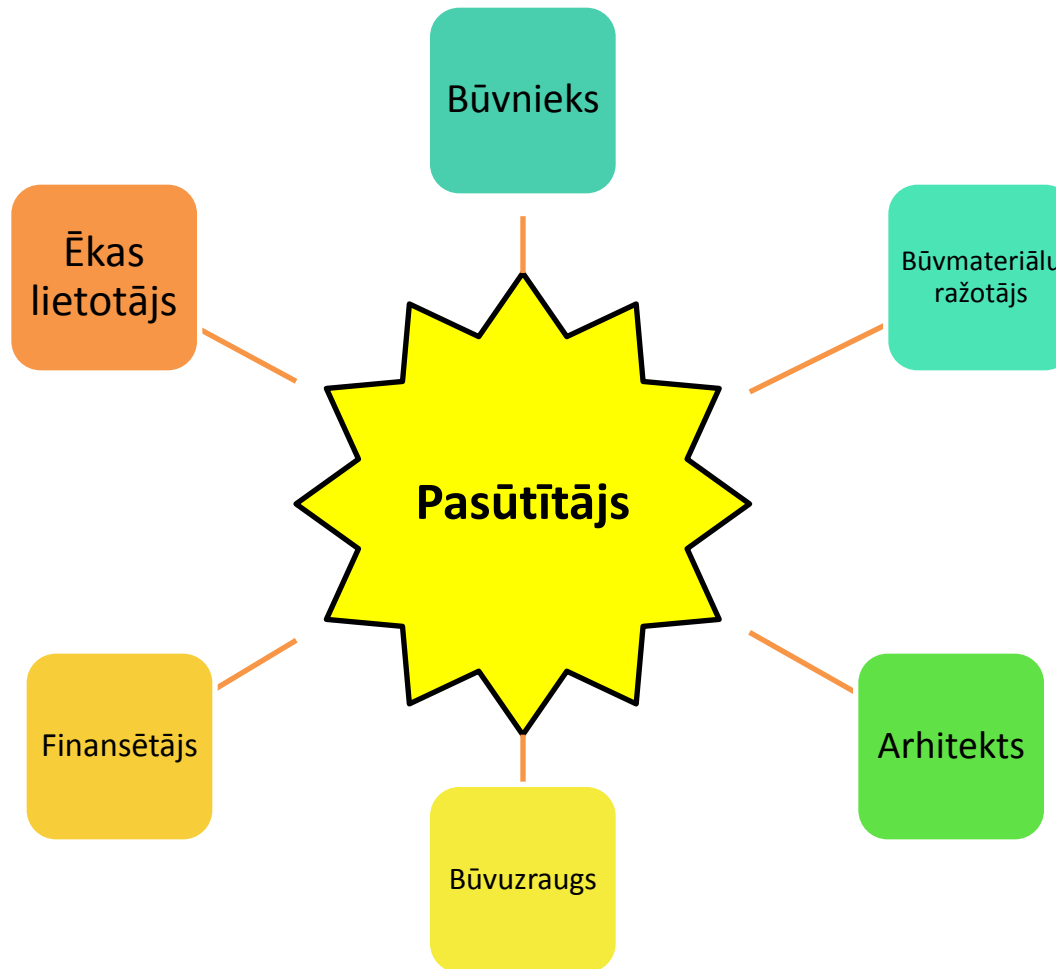 Būvnieks
Ēkas
lietotājs
Būvmateriālu
ražotājs
Pasūtītājs
Finansētājs
Arhitekts
Būvuzraugs